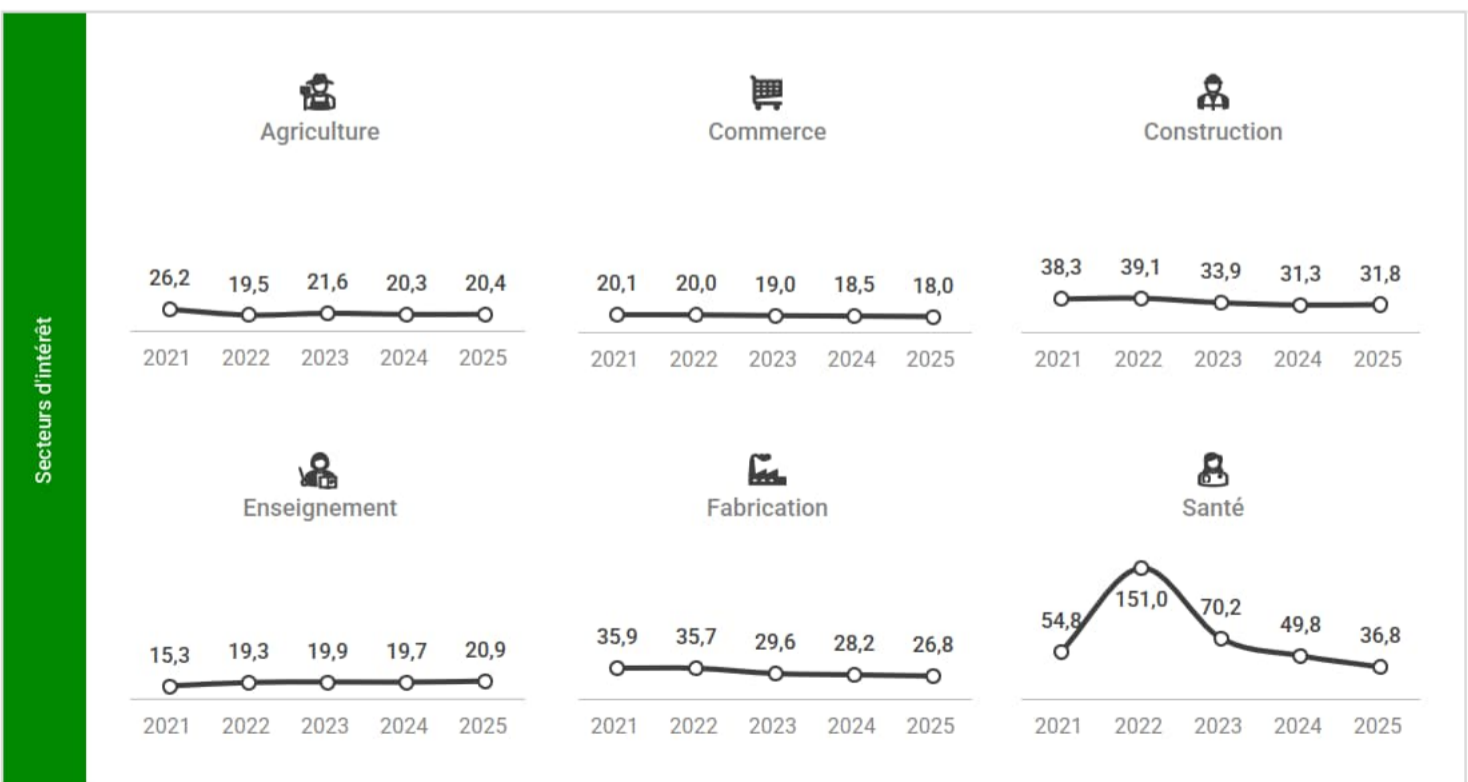 Secteurs d'intérêt
Agriculture
26,2 19,5 21,6 20,3 20,4
2021 2022 2023 2024 2025
Commerce
20,1 20,0 19,0 18,5 18,0
2021 2022 2023 2024 2025
Construction
38,3 39,1 33,9 31,3 31,8
2021 2022 2023 2024 2025
Enseignement
15,3 19,3 19,9 19,7 20,9
2021 2022 2023 2024 2025
Fabrication
35,9 35,7 29,6 28,2 26,8
2021 2022 2023 2024 2025
Santé
54,8 151,0 70,2 49,8 36,8
2021 2022 2023 2024 2025